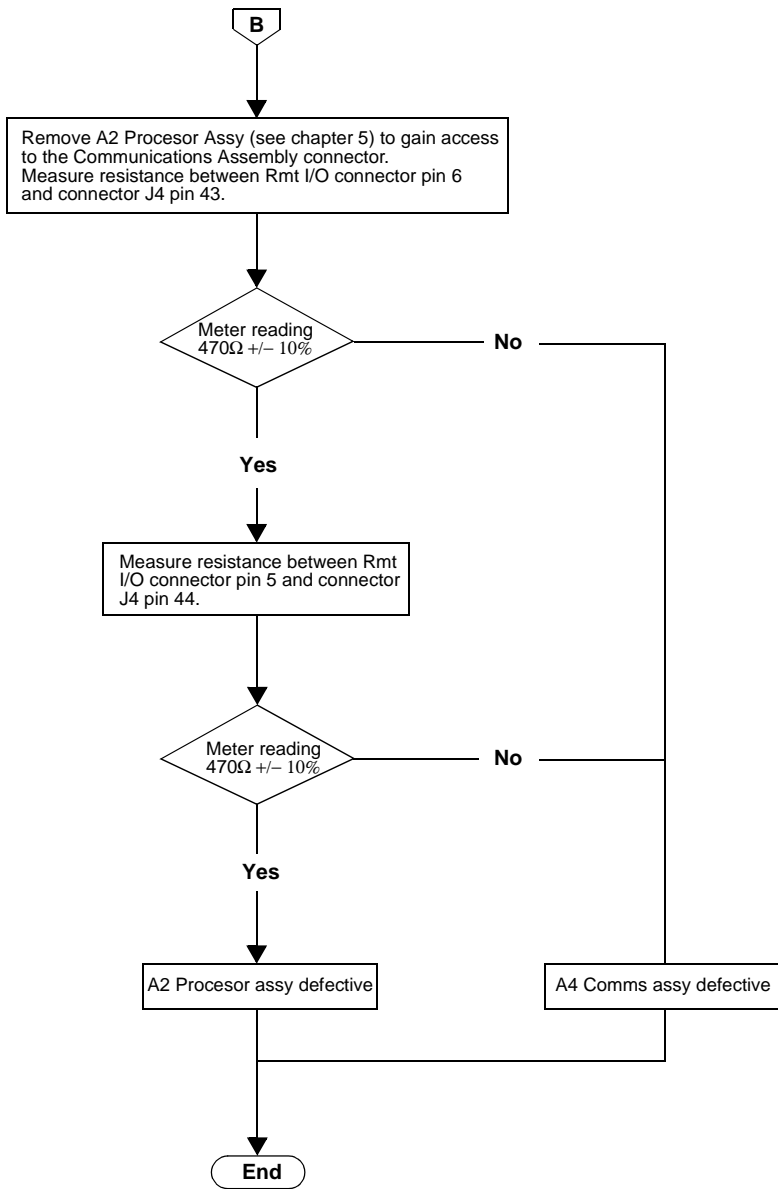 B
Remove A2 Procesor Assy (see chapter 5) to gain access
to the Communications Assembly connector.
Measure resistance between Rmt I/O connector pin 6
and connector J4 pin 43.
Meter reading
470Ω +/− 10%
No
Yes
Measure resistance between Rmt
I/O connector pin 5 and connector
J4 pin 44.
Meter reading
470Ω +/− 10%
No
Yes
A2 Procesor assy defective
A4 Comms assy defective
End